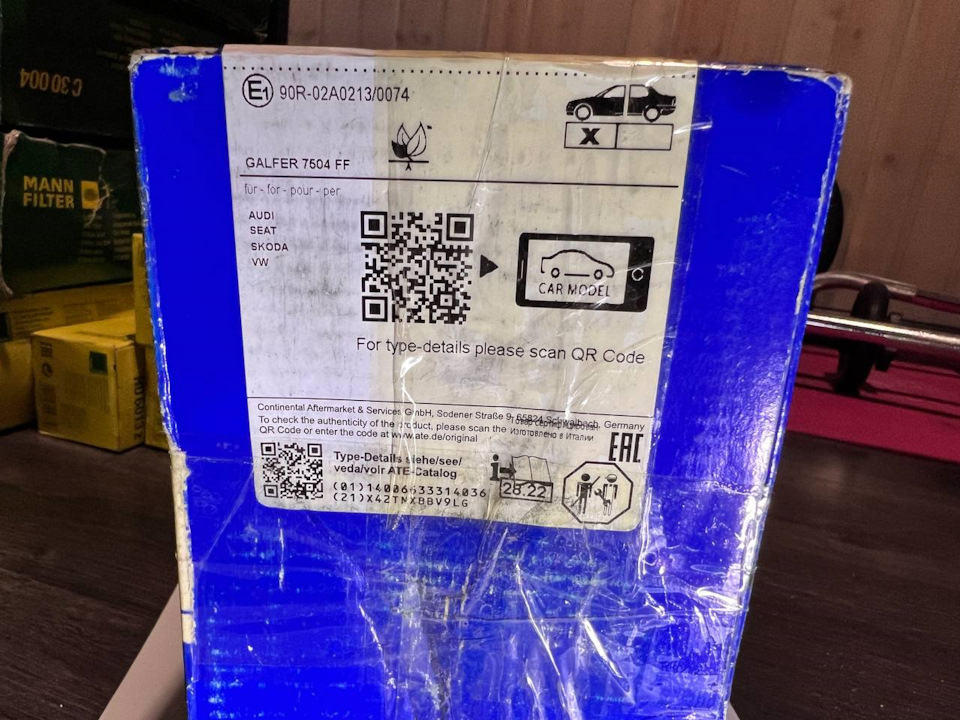 C 30 004
MANN
FILTER
E1 90R-02A0213/0074
X
GALFER 7504 FF
für - for - pour - per
AUDI
SEAT
SKODA
VW
CAR MODEL
For type-details please scan QR Code
Continental Aftermarket & Services GmbH, Sodener Straße 9, 65824 Schwalbach, Germany
To check the authenticity of the product, please scan the
QR Code or enter the code at www.ate.de/original
Изготовлено в Италии
EAC
Type-Details siehe/see/
veda/voir ATE-Catalog
(01)14006633314036
(21)X42TNXBBV9LG
i
28.22